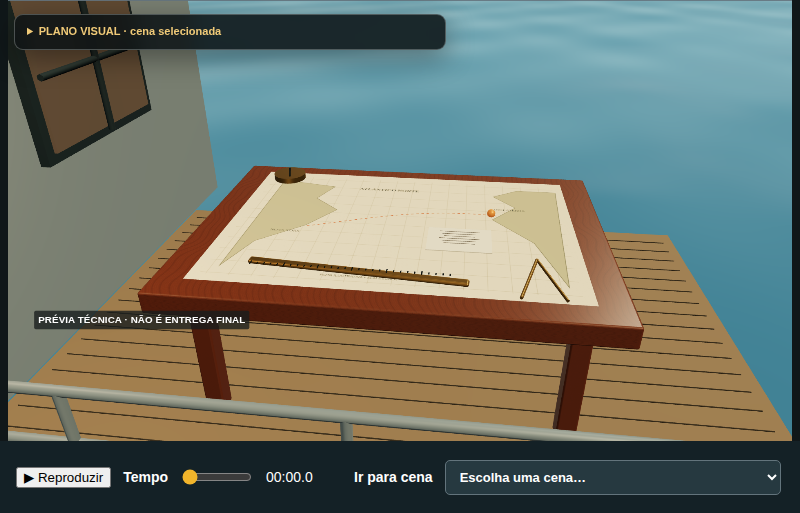 ▶ PLANO VISUAL · cena selecionada
PRÉVIA TÉCNICA · NÃO É ENTREGA FINAL
▶ Reproduzir
Tempo
00:00.0
Ir para cena
Escolha uma cena…